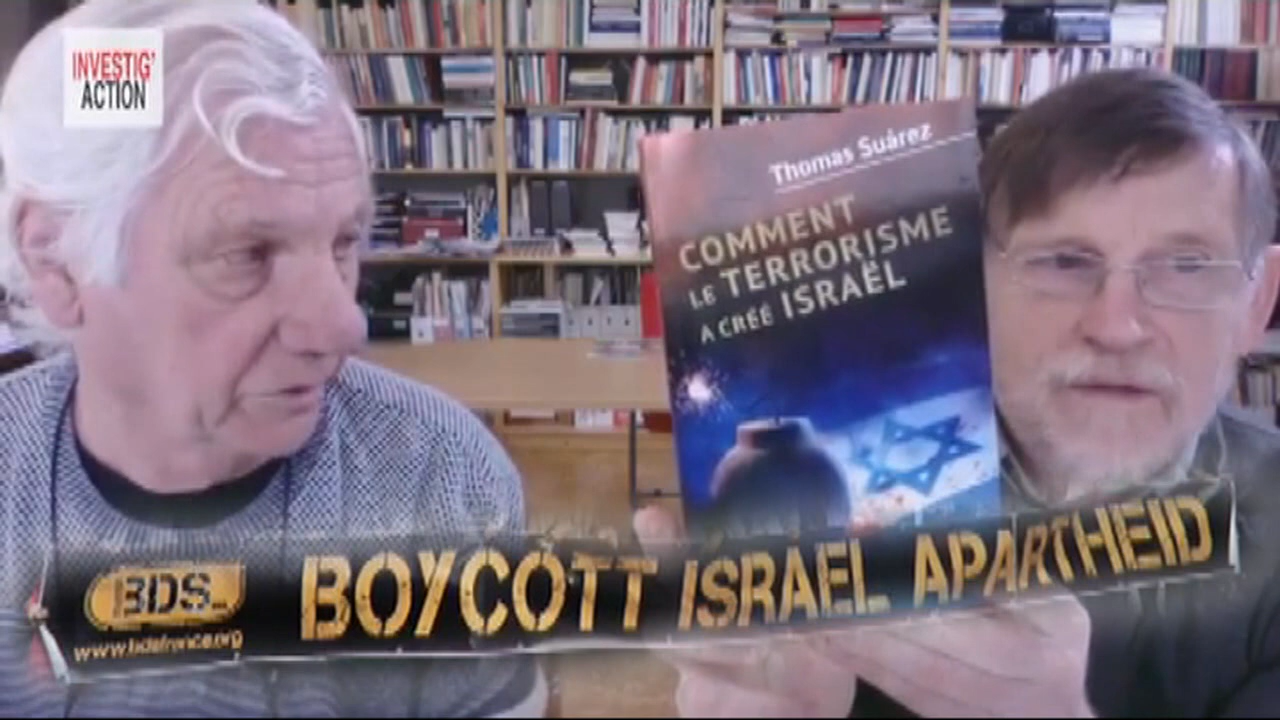 INVESTIG'
ACTION
Thomas Suárez
COMMENT
LE TERRORISME
A CRÉÉ ISRAËL
BDS
BOYCOTT ISRAEL APARTHEID
www.bdsfrance.org